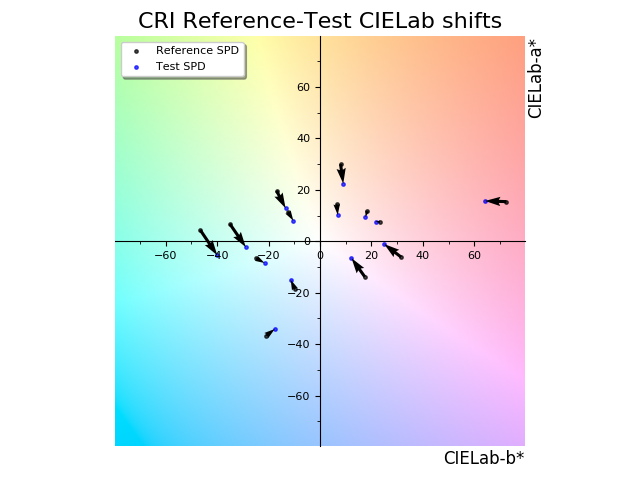 CRI Reference-Test CIELab shifts
Reference SPD
Test SPD
CIELab-a*
60
40
20
0
−60
−40
−20
20
40
60
−20
−40
−60
CIELab-b*